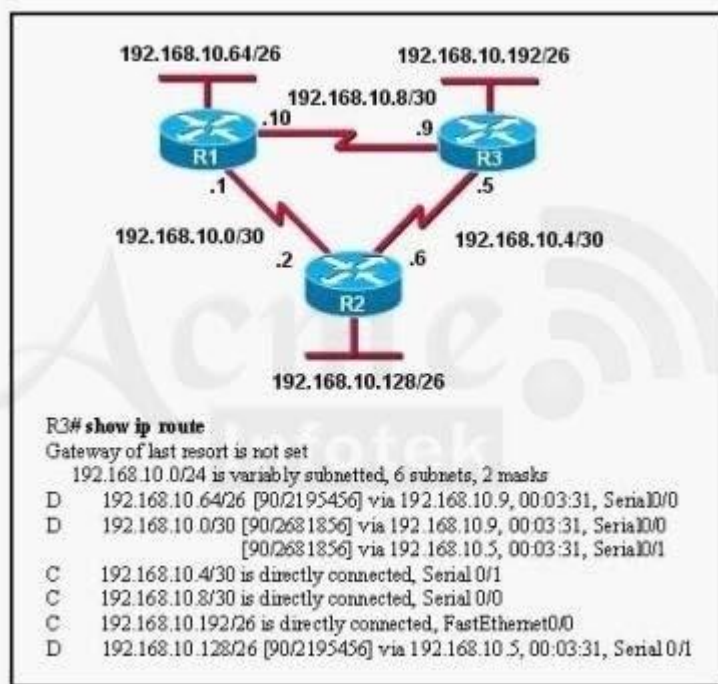 192.168.10.64/26
192.168.10.192/26
192.168.10.8/30
.10
.9
R1
R3
.1
.5
192.168.10.0/30
192.168.10.4/30
.2
.6
R2
192.168.10.128/26
Acme
Infotek
R3# show ip route
Gateway of last resort is not set
192.168.10.0/24 is variably subnetted, 6 subnets, 2 masks
D 192.168.10.64/26 [90/2195456] via 192.168.10.9, 00:03:31, Serial0/0
D 192.168.10.0/30 [90/2681856] via 192.168.10.9, 00:03:31, Serial0/0
[90/2681856] via 192.168.10.5, 00:03:31, Serial0/1
C 192.168.10.4/30 is directly connected, Serial 0/1
C 192.168.10.8/30 is directly connected, Serial 0/0
C 192.168.10.192/26 is directly connected, FastEthernet0/0
D 192.168.10.128/26 [90/2195456] via 192.168.10.5, 00:03:31, Serial 0/1